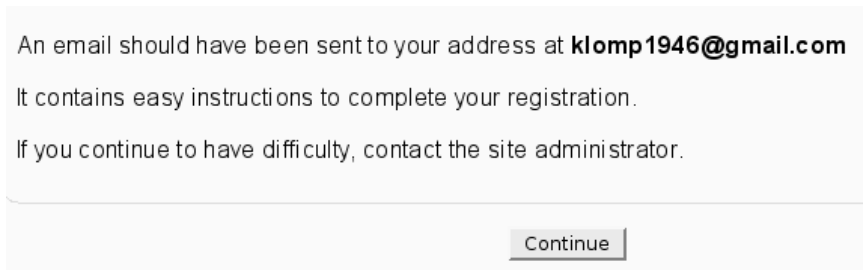 An email should have been sent to your address at klomp1946@gmail.com
It contains easy instructions to complete your registration.
If you continue to have difficulty, contact the site administrator.
Continue